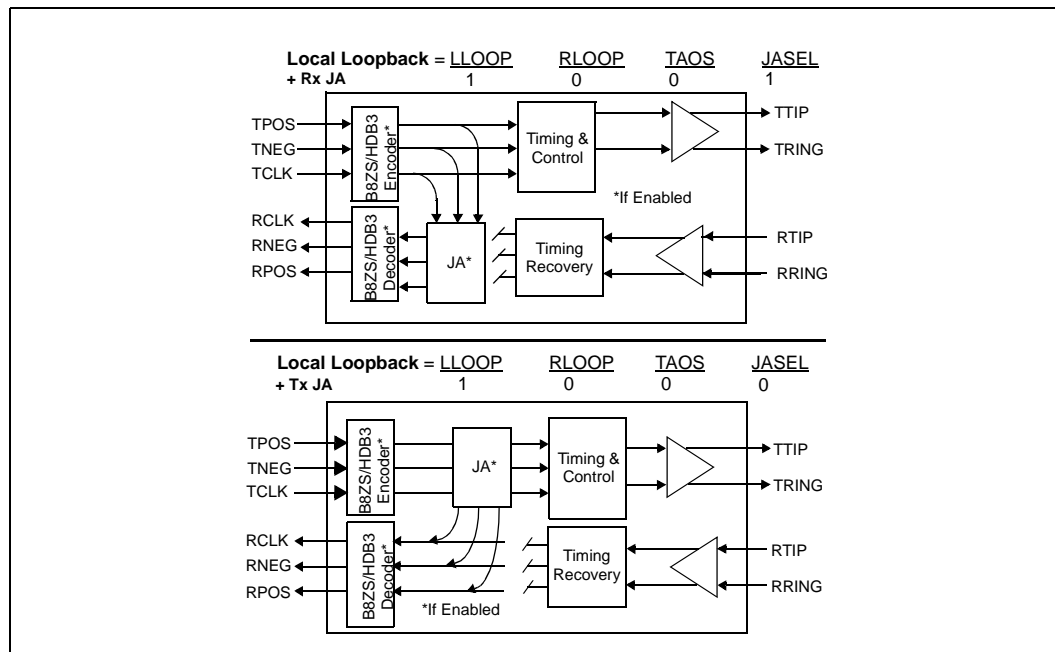 Local Loopback = LLOOP RLOOP TAOS JASEL
+ Rx JA 1 0 0 1
TPOS
TNEG
TCLK
B8ZS/HDB3
Encoder*
Timing &
Control
TTIP
TRING
*If Enabled
RCLK
RNEG
RPOS
B8ZS/HDB3
Decoder*
JA*
Timing
Recovery
RTIP
RRING
Local Loopback = LLOOP RLOOP TAOS JASEL
+ Tx JA 1 0 0 0
TPOS
TNEG
TCLK
B8ZS/HDB3
Encoder*
JA*
Timing &
Control
TTIP
TRING
RCLK
RNEG
RPOS
B8ZS/HDB3
Decoder*
*If Enabled
Timing
Recovery
RTIP
RRING